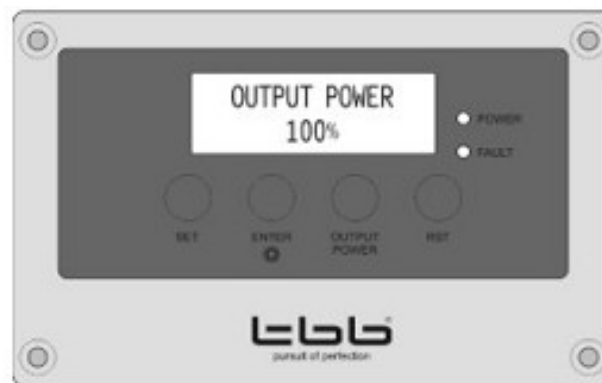 OUTPUT POWER
100%
POWER
FAULT
SET
ENTER
OUTPUT
POWER
RST
tbb®
pursuit of perfection